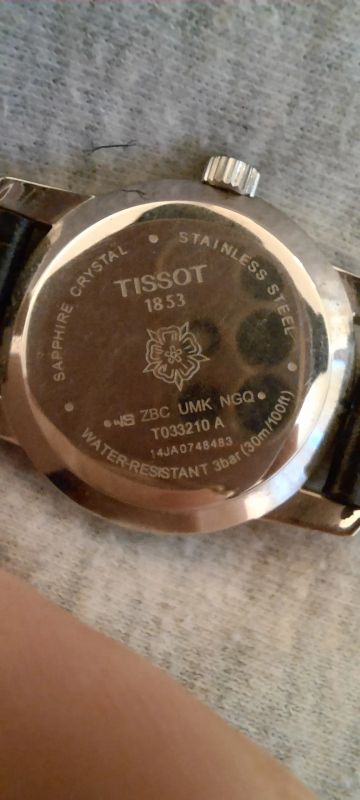 SAPPHIRE CRYSTAL • STAINLESS STEEL
TISSOT
1853
ZBC UMK NGQ
T033210 A
14JA0748483
WATER-RESISTANT 3bar (30m/100ft)